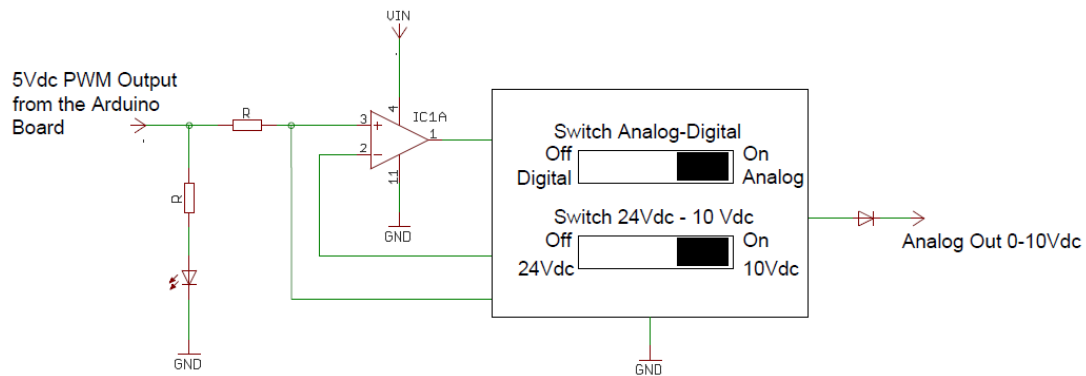 VIN
5Vdc PWM Output
from the Arduino
Board
R
R
4
IC1A
3
+
1
2
-
11
GND
GND
Switch Analog-Digital
Off
On
Digital
Analog
Switch 24Vdc - 10 Vdc
Off
On
24Vdc
10Vdc
Analog Out 0-10Vdc
GND